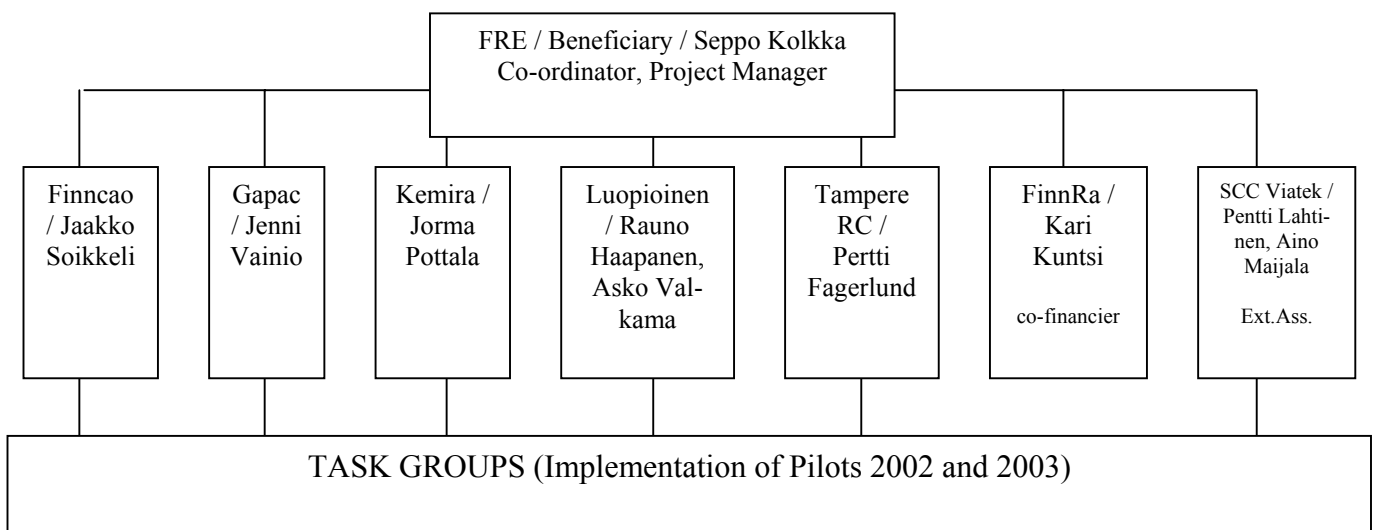 FRE / Beneficiary / Seppo Kolkka
Co-ordinator, Project Manager
Finncao
/ Jaakko
Soikkeli
Gapac
/ Jenni
Vainio
Kemira /
Jorma
Pottala
Luopioinen
/ Rauno
Haapanen,
Asko Val-
kama
Tampere
RC /
Pertti
Fagerlund
FinnRa /
Kari
Kuntsi
co-financier
SCC Viatek /
Pentti Lahti-
nen, Aino
Maijala
Ext.Ass.
TASK GROUPS (Implementation of Pilots 2002 and 2003)